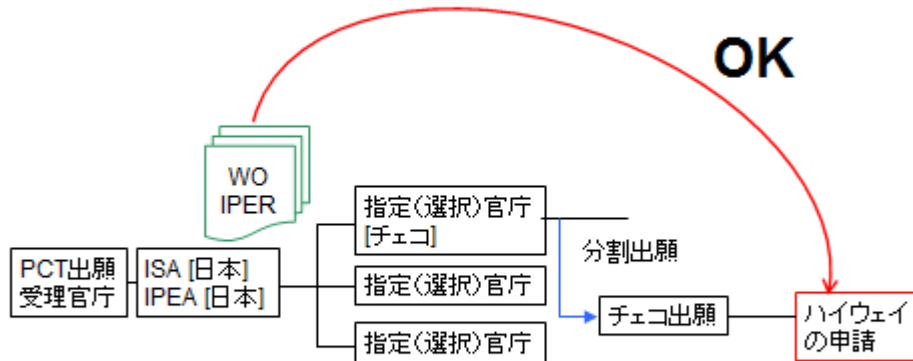 OK
WO
IPER
指定(選択)官庁
[チェコ]
分割出願
PCT出願
受理官庁
ISA [日本]
IPEA [日本]
指定(選択)官庁
チェコ出願
ハイウェイ
の申請
指定(選択)官庁